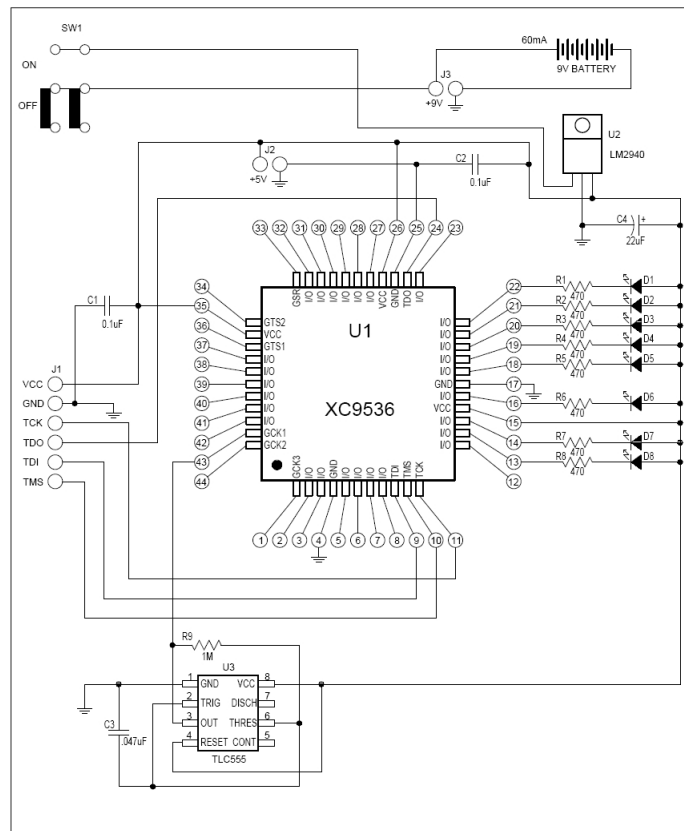 SW1
ON
OFF
60mA
9V BATTERY
J3
+9V
U2
LM2940
J2
+5V
C2
0.1uF
C4
+
22uF
33 32 31 30 29 28 27 26 25 24 23
GSR I/O I/O I/O I/O I/O I/O VCC GND TDO I/O
C1
0.1uF
J1
VCC
GND
TCK
TDO
TDI
TMS
34 GTS2
35 VCC
36 GTS1
37 I/O
38 I/O
39 I/O
40 I/O
41 I/O
42 I/O
43 GCK1
44 GCK2
U1
XC9536
I/O 22 R1 470 D1
I/O 21 R2 470 D2
I/O 20 R3 470 D3
I/O 19 R4 470 D4
I/O 18 R5 470 D5
GND 17
I/O 16 R6 470 D6
VCC 15
I/O 14 R7 470 D7
I/O 13 R8 470 D8
I/O 12
GCK3 I/O I/O GND I/O I/O I/O I/O TDI TMS TCK
1 2 3 4 5 6 7 8 9 10 11
R9
1M
U3
1 GND VCC 8
2 TRIG DISCH 7
3 OUT THRES 6
4 RESET CONT 5
TLC555
C3
.047uF